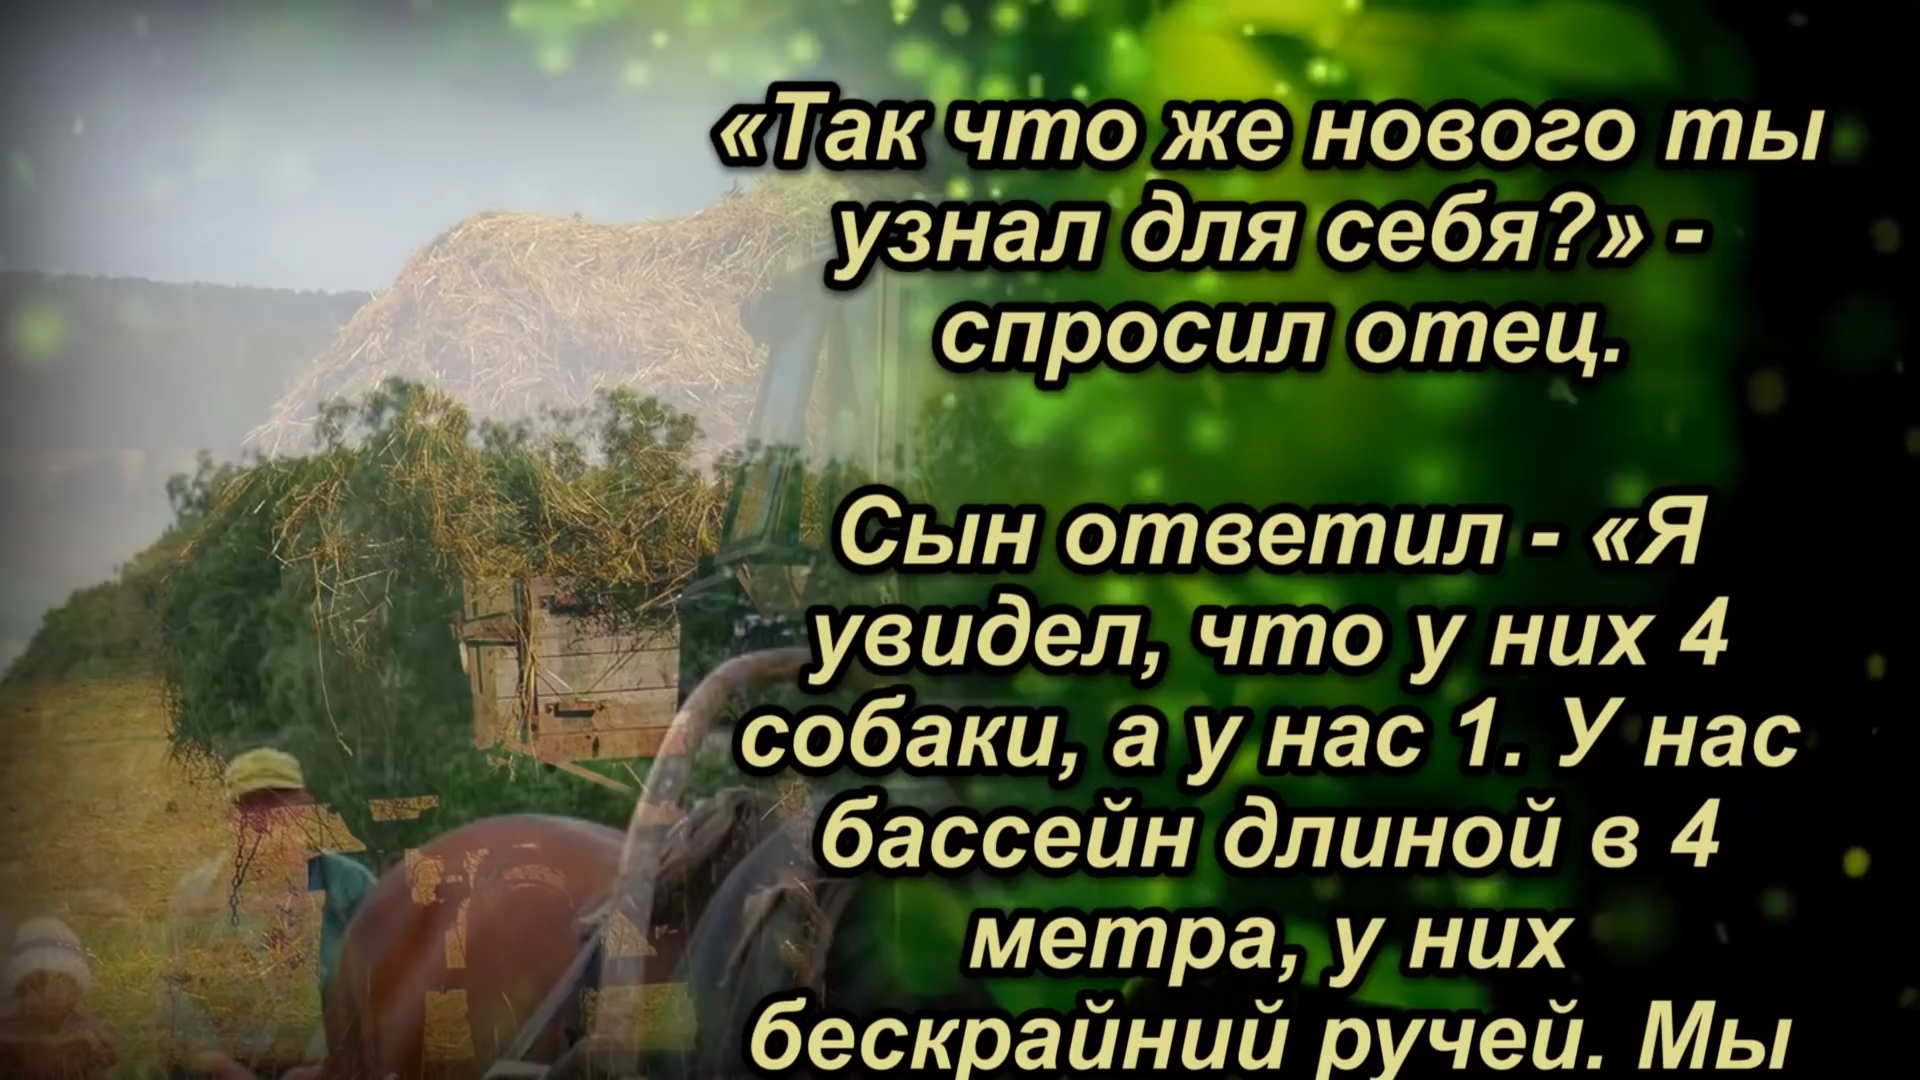 «Так что же нового ты
узнал для себя?» -
спросил отец.
Сын ответил - «Я
увидел, что у них 4
собаки, а у нас 1. У нас
бассейн длиной в 4
метра, у них
бескрайний ручей. Мы